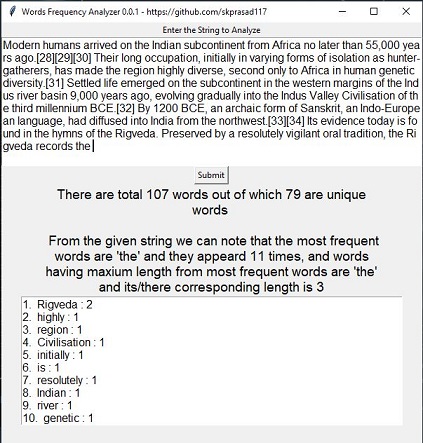 Words Frequency Analyzer 0.0.1 - https://github.com/skprasad117
Enter the String to Analyze
Modern humans arrived on the Indian subcontinent from Africa no later than 55,000 yea
rs ago.[28][29][30] Their long occupation, initially in varying forms of isolation as hunter-
gatherers, has made the region highly diverse, second only to Africa in human genetic
diversity.[31] Settled life emerged on the subcontinent in the western margins of the Ind
us river basin 9,000 years ago, evolving gradually into the Indus Valley Civilisation of th
e third millennium BCE.[32] By 1200 BCE, an archaic form of Sanskrit, an Indo-Europe
an language, had diffused into India from the northwest.[33][34] Its evidence today is fo
und in the hymns of the Rigveda. Preserved by a resolutely vigilant oral tradition, the Ri
gveda records the
Submit
There are total 107 words out of which 79 are unique
words
From the given string we can note that the most frequent
words are 'the' and they appeard 11 times, and words
having maxium length from most frequent words are 'the'
and its/there corresponding length is 3
1. Rigveda : 2
2. highly : 1
3. region : 1
4. Civilisation : 1
5. initially : 1
6. is : 1
7. resolutely : 1
8. Indian : 1
9. river : 1
10. genetic : 1